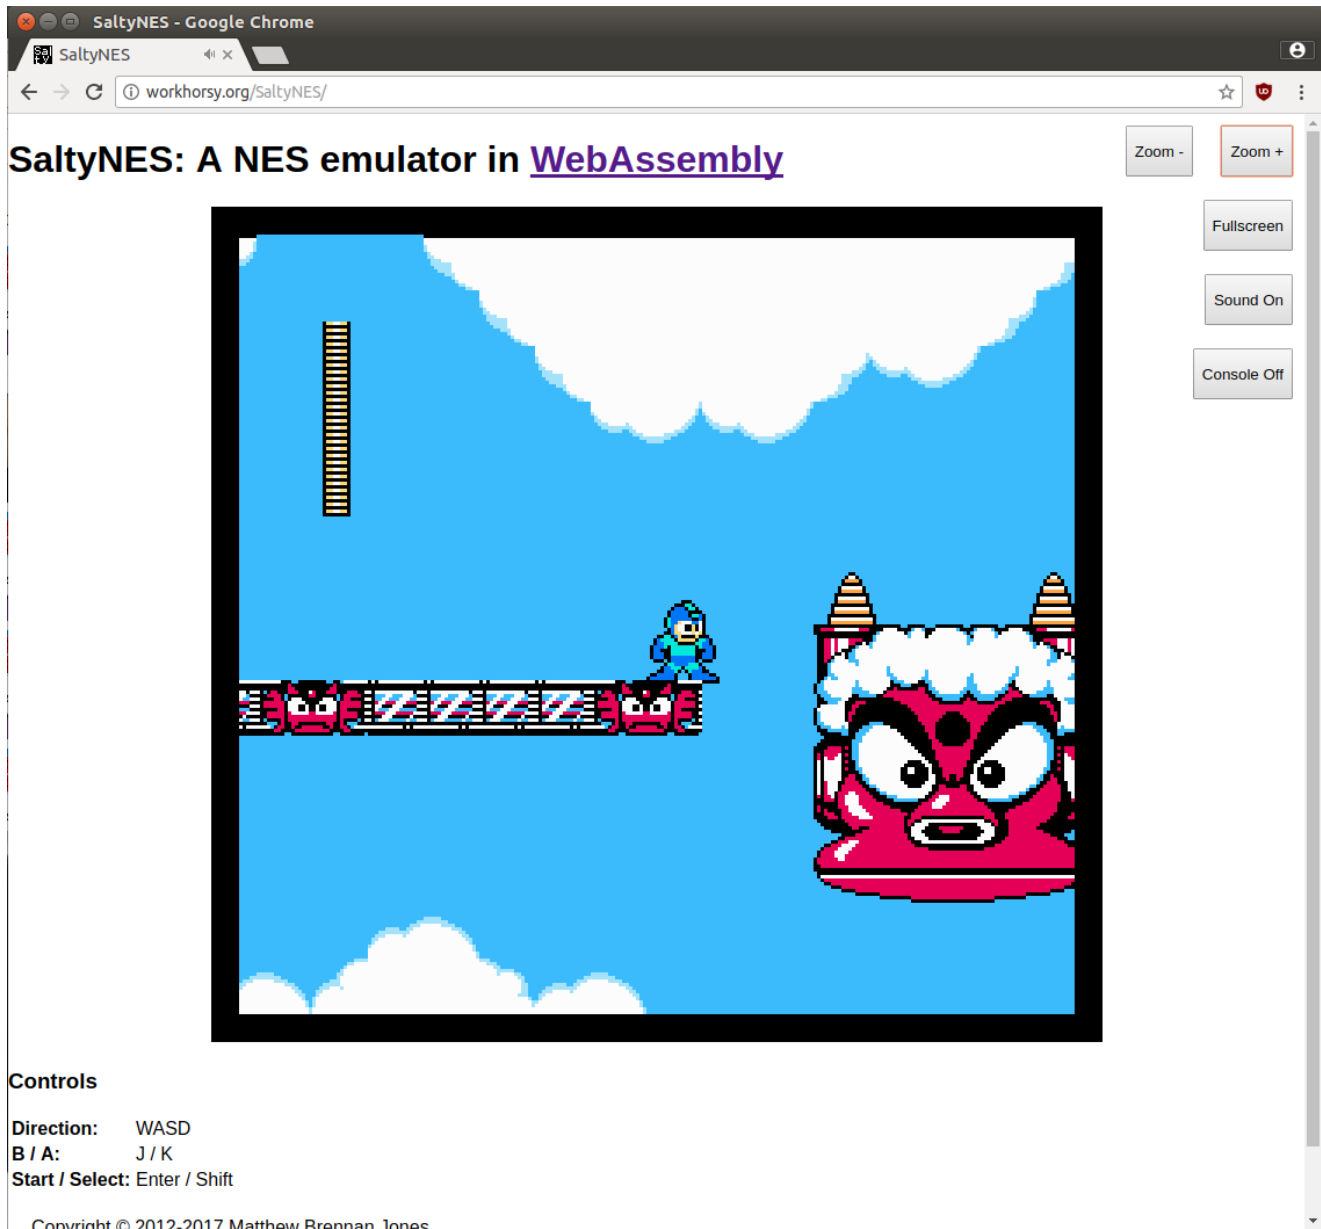 SaltyNES - Google Chrome
SaltyNES
workhorsy.org/SaltyNES/
SaltyNES: A NES emulator in WebAssembly
Zoom -
Zoom +
Fullscreen
Sound On
Console Off
Controls
Direction: WASD
B / A: J / K
Start / Select: Enter / Shift
Copyright © 2012-2017 Matthew Brennan Jones